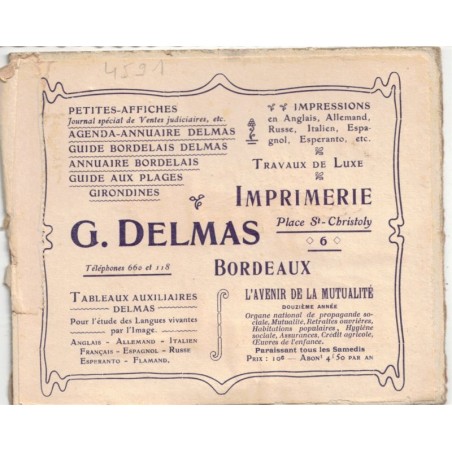 4591
PETITES-AFFICHES
Journal spécial de Ventes judiciaires, etc.
AGENDA-ANNUAIRE DELMAS
GUIDE BORDELAIS DELMAS
ANNUAIRE BORDELAIS
GUIDE AUX PLAGES
GIRONDINES
IMPRESSIONS
en Anglais, Allemand,
Russe, Italien, Espa-
gnol, Esperanto, etc.
TRAVAUX DE LUXE
IMPRIMERIE
G. DELMAS
Place St-Christoly
6
Téléphones 660 et 118
BORDEAUX
TABLEAUX AUXILIAIRES
DELMAS
Pour l'étude des Langues vivantes
par l'Image.
ANGLAIS - ALLEMAND - ITALIEN
FRANÇAIS - ESPAGNOL - RUSSE
ESPERANTO - FLAMAND.
L'AVENIR DE LA MUTUALITÉ
DOUZIÈME ANNÉE
Organe national de propagande so-
ciale, Mutualité, Retraites ouvrières,
Habitations populaires, Hygiène
sociale, Assurances, Crédit agricole,
Œuvres de l'enfance.
Paraissant tous les Samedis
PRIX : 10c - ABONt 4f50 PAR AN